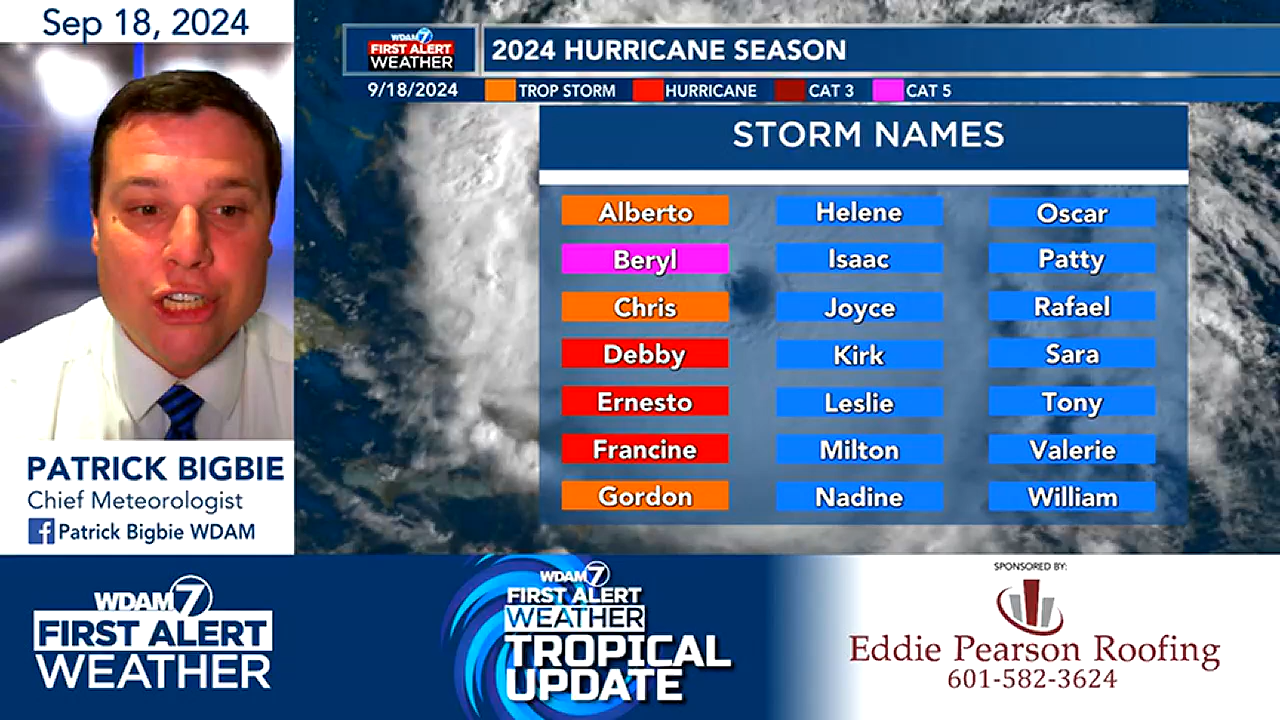 Sep 18, 2024
WDAM 7
FIRST ALERT
WEATHER
2024 HURRICANE SEASON
9/18/2024 TROP STORM HURRICANE CAT 3 CAT 5
STORM NAMES
Alberto Helene Oscar
Beryl Isaac Patty
Chris Joyce Rafael
Debby Kirk Sara
Ernesto Leslie Tony
Francine Milton Valerie
Gordon Nadine William
PATRICK BIGBIE
Chief Meteorologist
f Patrick Bigbie WDAM
WDAM 7
FIRST ALERT
WEATHER
WDAM 7
FIRST ALERT
WEATHER
TROPICAL
UPDATE
SPONSORED BY:
Eddie Pearson Roofing
601-582-3624